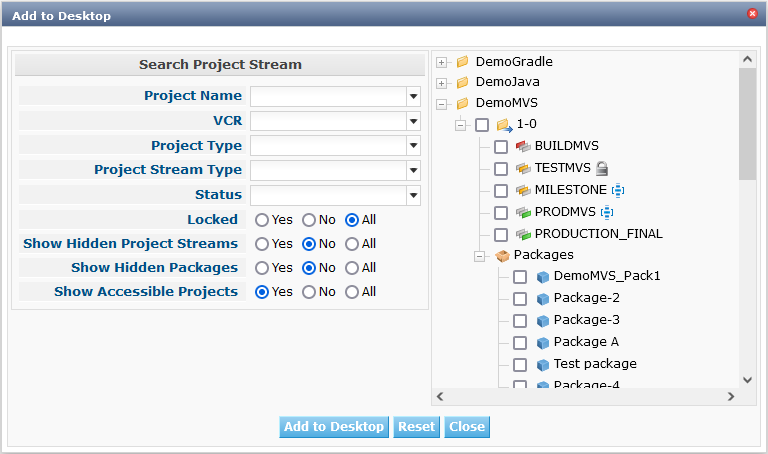 Add to Desktop
Search Project Stream
Project Name
VCR
Project Type
Project Stream Type
Status
Locked Yes No All
Show Hidden Project Streams Yes No All
Show Hidden Packages Yes No All
Show Accessible Projects Yes No All
DemoGradle
DemoJava
DemoMVS
1-0
BUILDMVS
TESTMVS
MILESTONE
PRODMVS
PRODUCTION_FINAL
Packages
DemoMVS_Pack1
Package-2
Package-3
Package A
Test package
Package-4
Add to Desktop Reset Close